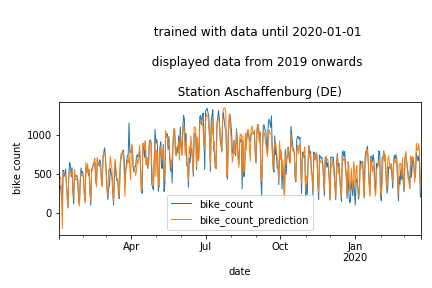 trained with data until 2020-01-01
displayed data from 2019 onwards
Station Aschaffenburg (DE)
1000
500
0
bike count
bike_count
bike_count_prediction
Apr
Jul
Oct
Jan
2020
date